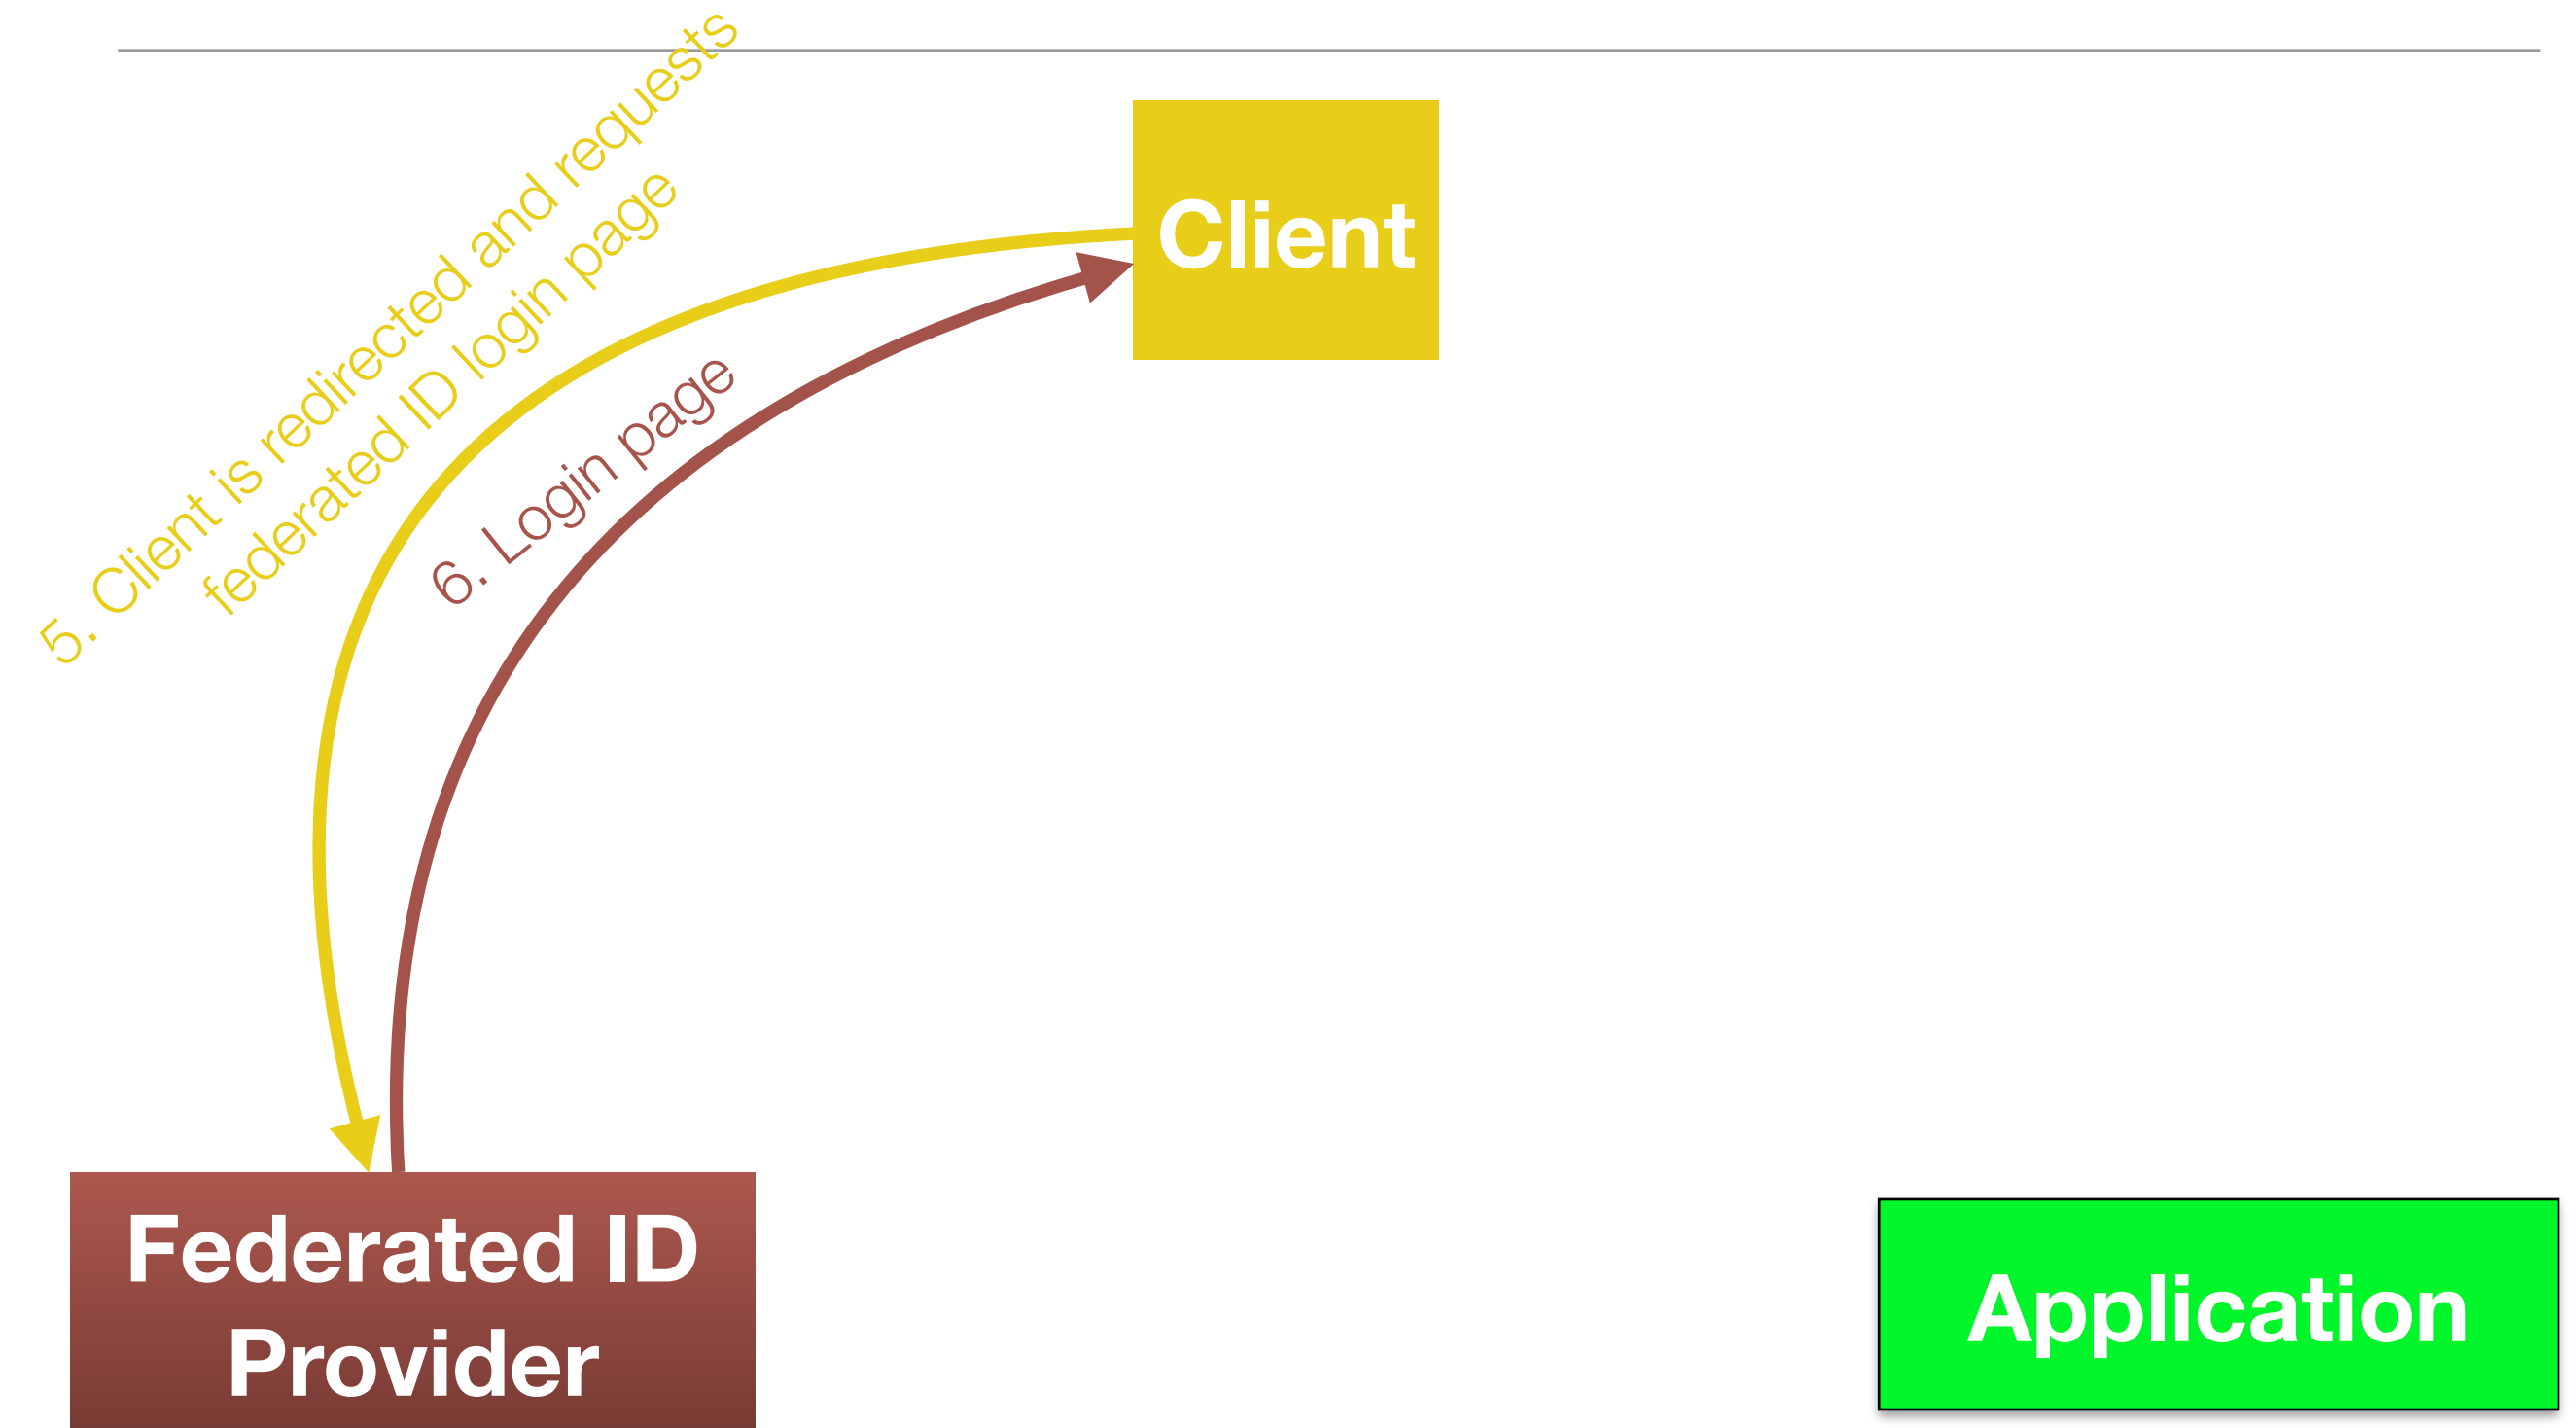 5. Client is redirected and requests
federated ID login page
Client
6. Login page
Federated ID
Provider
Application